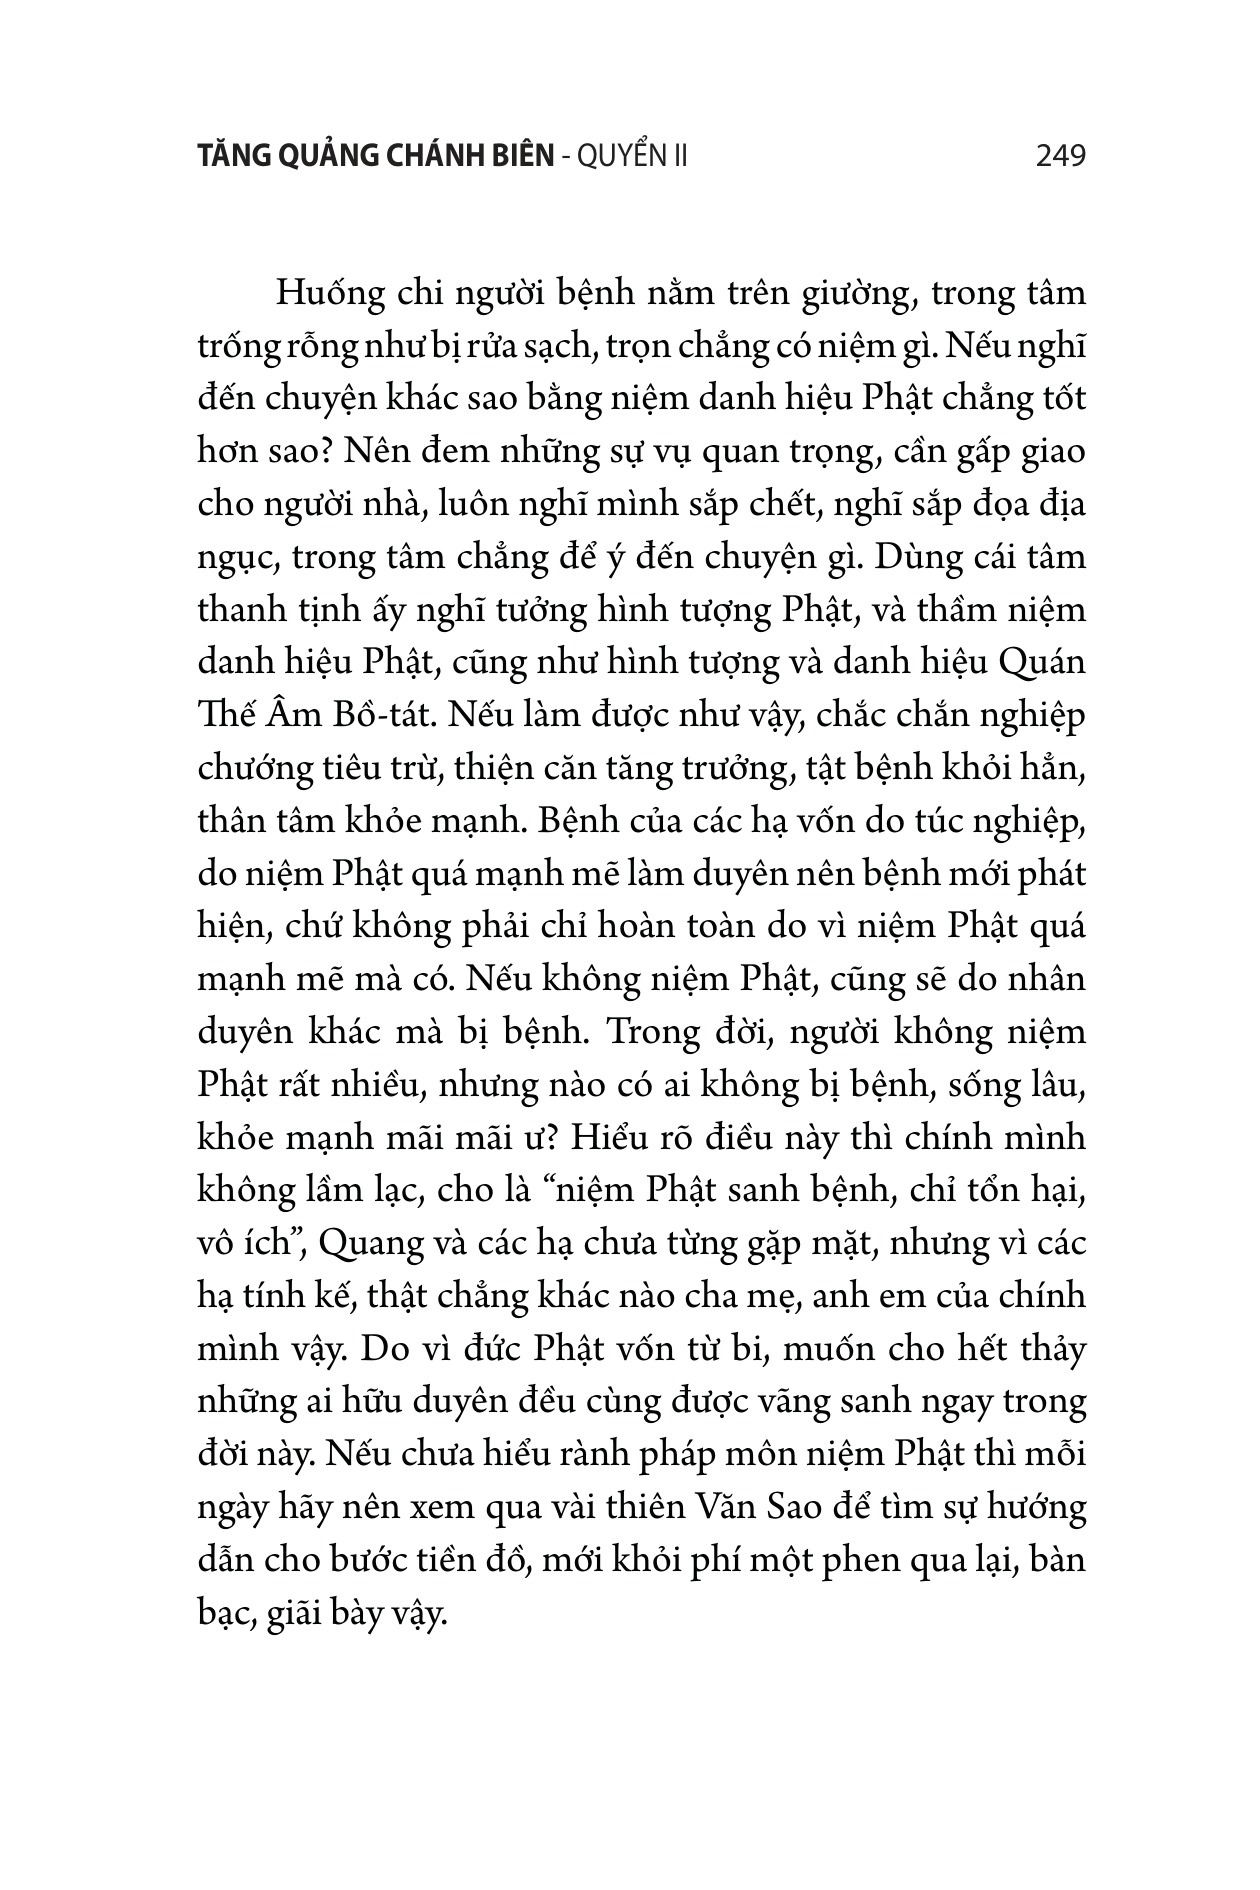 TĂNG QUẢNG CHÁNH BIÊN - QUYỂN II 249
Huống chi người bệnh nằm trên giường, trong tâm
trống rỗng như bị rửa sạch, trọn chẳng có niệm gì. Nếu nghĩ
đến chuyện khác sao bằng niệm danh hiệu Phật chẳng tốt
hơn sao? Nên đem những sự vụ quan trọng, cần gấp giao
cho người nhà, luôn nghĩ mình sắp chết, nghĩ sắp đọa địa
ngục, trong tâm chẳng để ý đến chuyện gì. Dùng cái tâm
thanh tịnh ấy nghĩ tưởng hình tượng Phật, và thầm niệm
danh hiệu Phật, cũng như hình tượng và danh hiệu Quán
Thế Âm Bồ-tát. Nếu làm được như vậy, chắc chắn nghiệp
chướng tiêu trừ, thiện căn tăng trưởng, tật bệnh khỏi hẳn,
thân tâm khỏe mạnh. Bệnh của các hạ vốn do túc nghiệp,
do niệm Phật quá mạnh mẽ làm duyên nên bệnh mới phát
hiện, chứ không phải chỉ hoàn toàn do vì niệm Phật quá
mạnh mẽ mà có. Nếu không niệm Phật, cũng sẽ do nhân
duyên khác mà bị bệnh. Trong đời, người không niệm
Phật rất nhiều, nhưng nào có ai không bị bệnh, sống lâu,
khỏe mạnh mãi mãi ư? Hiểu rõ điều này thì chính mình
không lầm lạc, cho là “niệm Phật sanh bệnh, chỉ tổn hại,
vô ích”, Quang và các hạ chưa từng gặp mặt, nhưng vì các
hạ tính kế, thật chẳng khác nào cha mẹ, anh em của chính
mình vậy. Do vì đức Phật vốn từ bi, muốn cho hết thảy
những ai hữu duyên đều cùng được vãng sanh ngay trong
đời này. Nếu chưa hiểu rành pháp môn niệm Phật thì mỗi
ngày hãy nên xem qua vài thiên Văn Sao để tìm sự hướng
dẫn cho bước tiền đồ, mới khỏi phí một phen qua lại, bàn
bạc, giãi bày vậy.